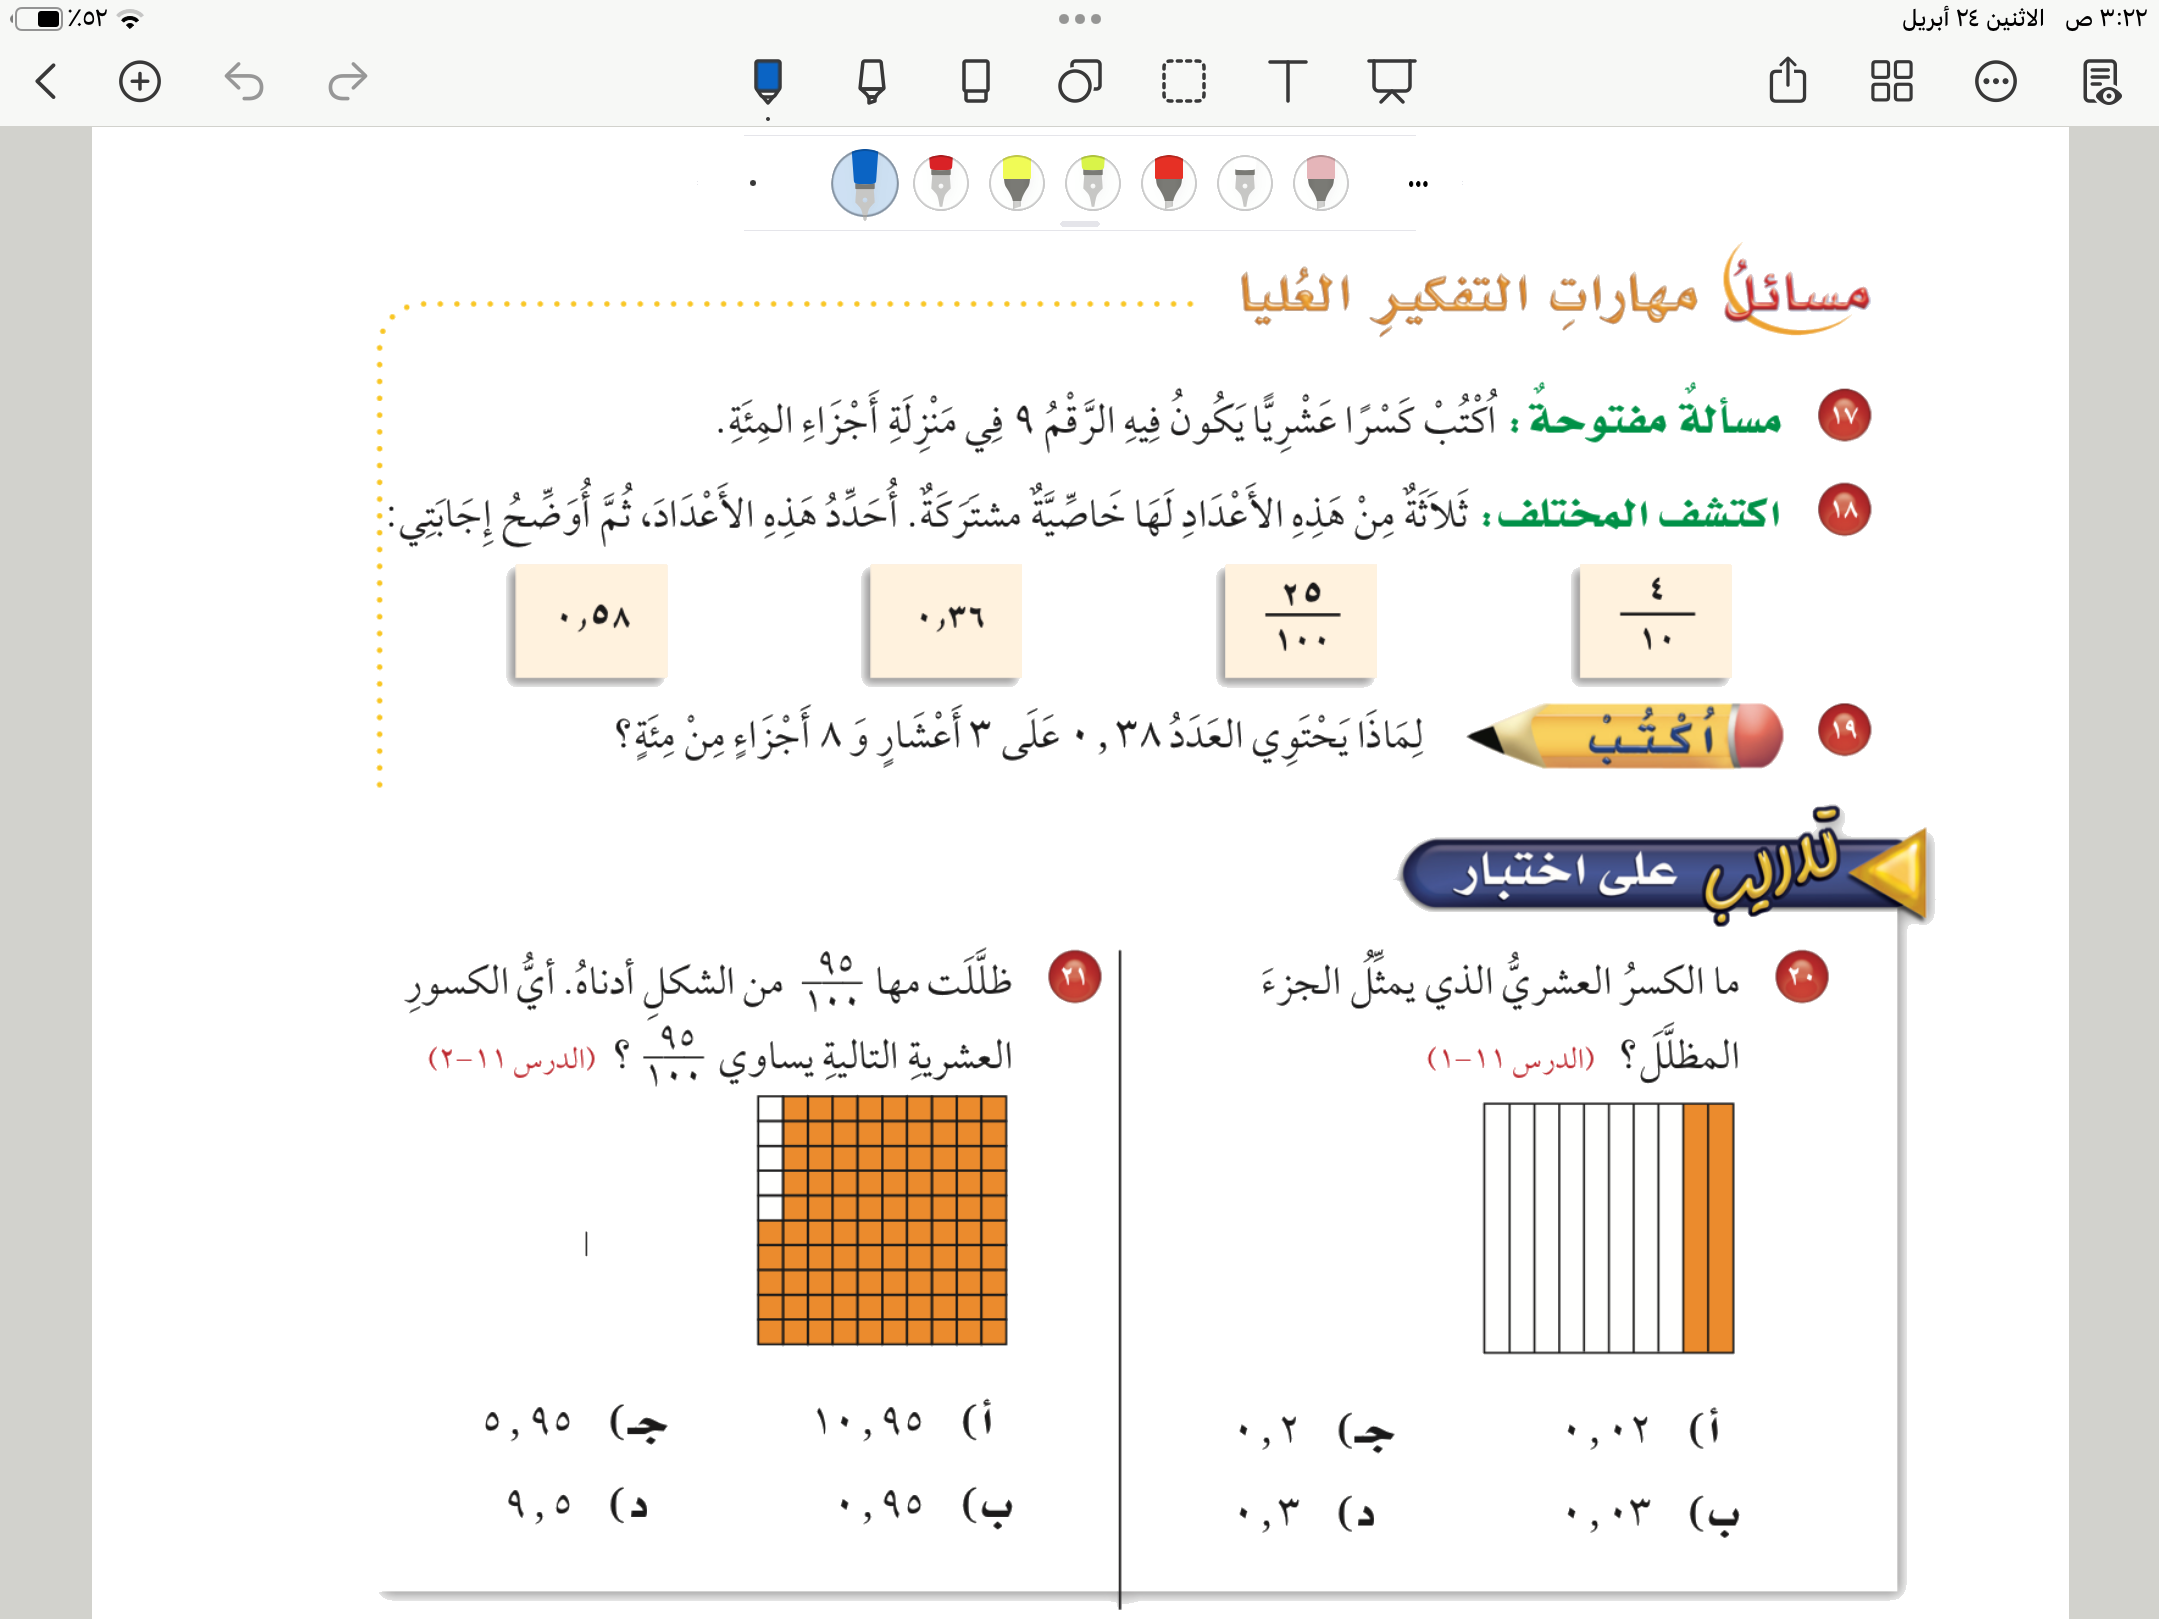 ٣:٢٢ ص الاثنين ٢٤ أبريل
٥٢٪
مسائلُ مهاراتِ التفكيرِ العُليا
١٧ مسألةٌ مفتوحةٌ : اُكْتُبْ كَسْرًا عَشْرِيًّا يَكُونُ فِيهِ الرَّقْمُ ٩ فِي مَنْزِلَةِ أَجْزَاءِ المِئَةِ.
١٨ اكتشف المختلف: ثَلاَثَةٌ مِنْ هَذِهِ الأَعْدَادِ لَهَا خَاصِّيَّةٌ مشتَرَكَةٌ. أُحَدِّدُ هَذِهِ الأَعْدَادَ، ثُمَّ أُوَضِّحُ إِجَابَتِي:
٤/١٠ ٢٥/١٠٠ ٠,٣٦ ٠,٥٨
١٩ اُكْتُبْ لِمَاذَا يَحْتَوِي العَدَدُ ٠,٣٨ عَلَى ٣ أَعْشَارٍ وَ ٨ أَجْزَاءٍ مِنْ مِئَةٍ؟
تدريب على اختبار
٢٠ ما الكسرُ العشريُّ الذي يمثِّلُ الجزءَ
المظلَّلَ؟ (الدرس ١١-١)
أ) ٠,٠٢ جـ) ٠,٢
ب) ٠,٠٣ د) ٠,٣
٢١ ظلَّلَت مها ٩٥/١٠٠ من الشكلِ أدناهُ. أيُّ الكسورِ
العشريةِ التاليةِ يساوي ٩٥/١٠٠ ؟ (الدرس ١١-٢)
أ) ١٠,٩٥ جـ) ٥,٩٥
ب) ٠,٩٥ د) ٩,٥